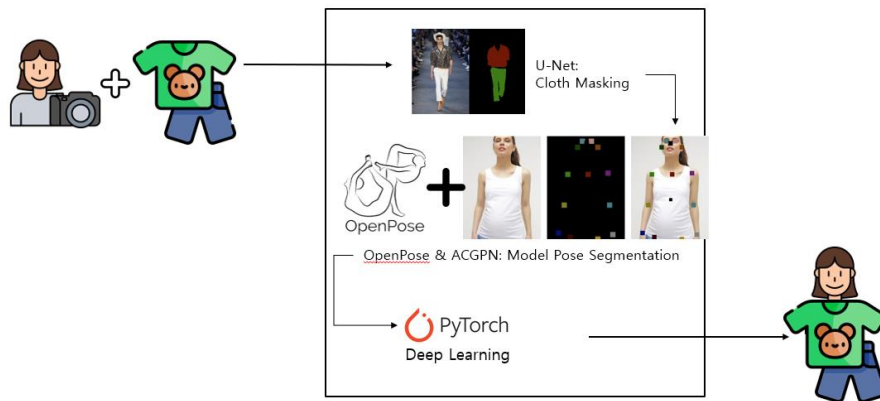 U-Net:
Cloth Masking
OpenPose
OpenPose & ACGPN: Model Pose Segmentation
PyTorch
Deep Learning